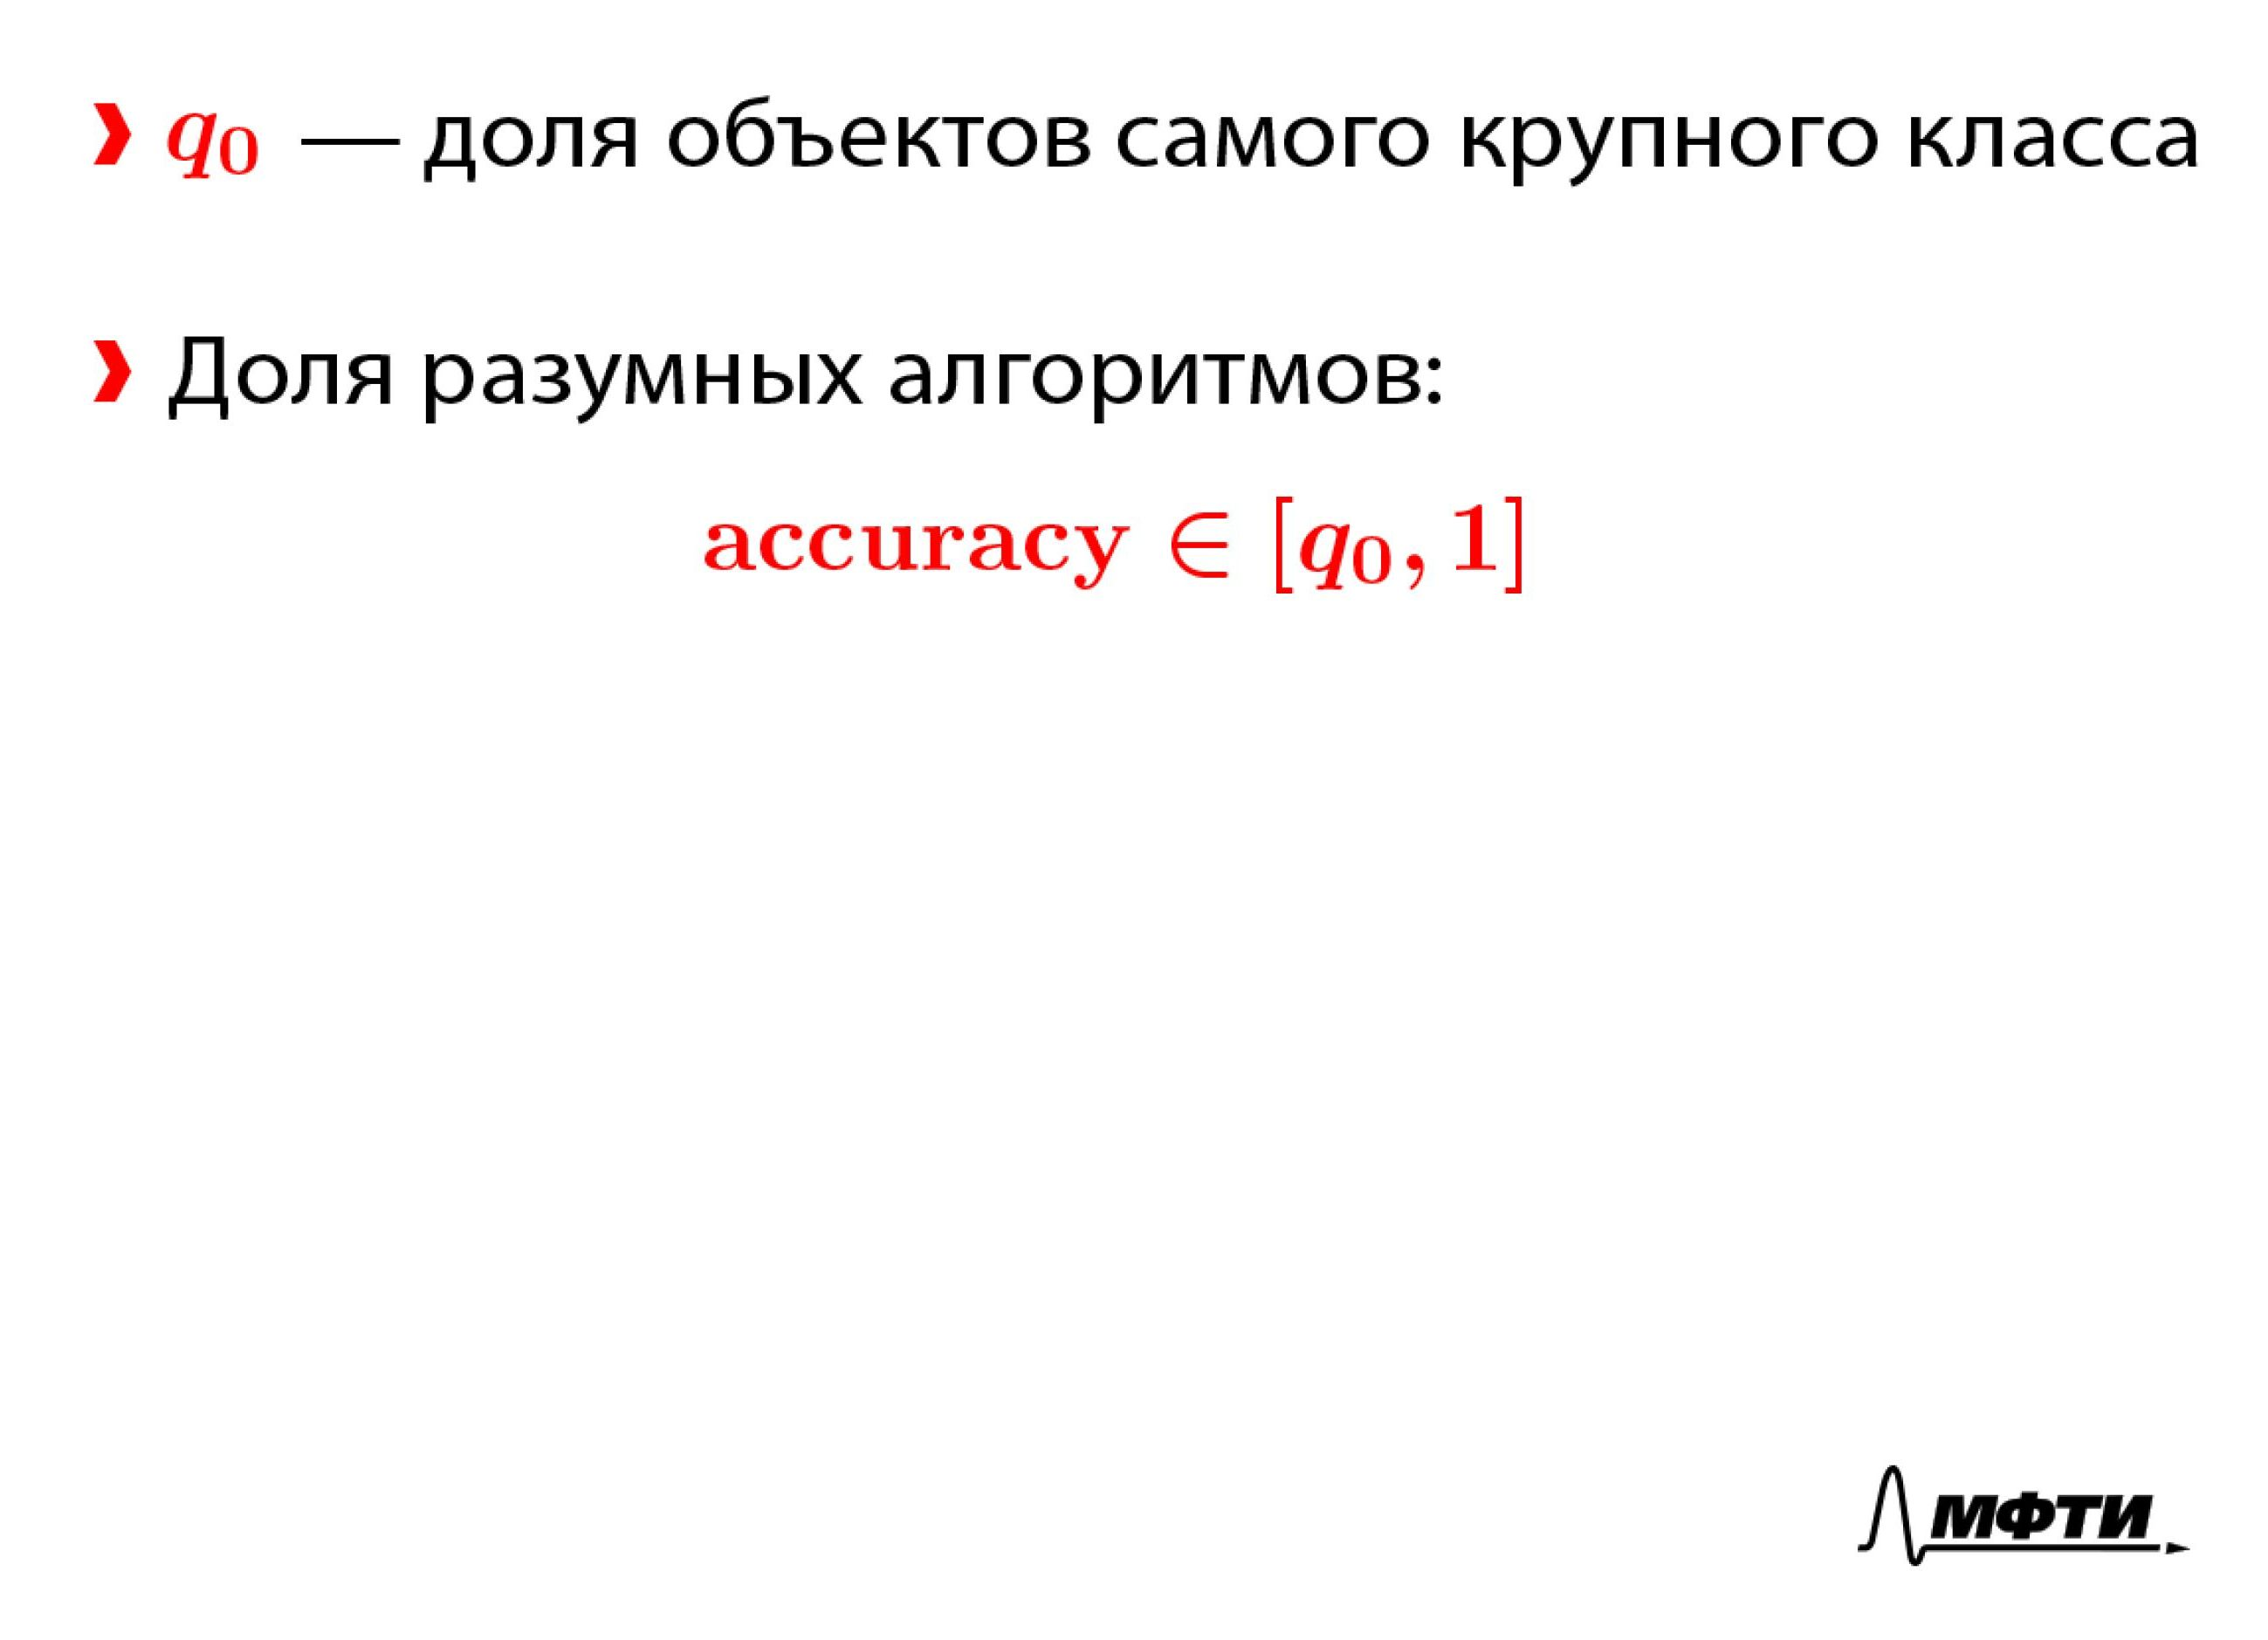 q₀ — доля объектов самого крупного класса
Доля разумных алгоритмов:
accuracy ∈ [q₀, 1]
МФТИ